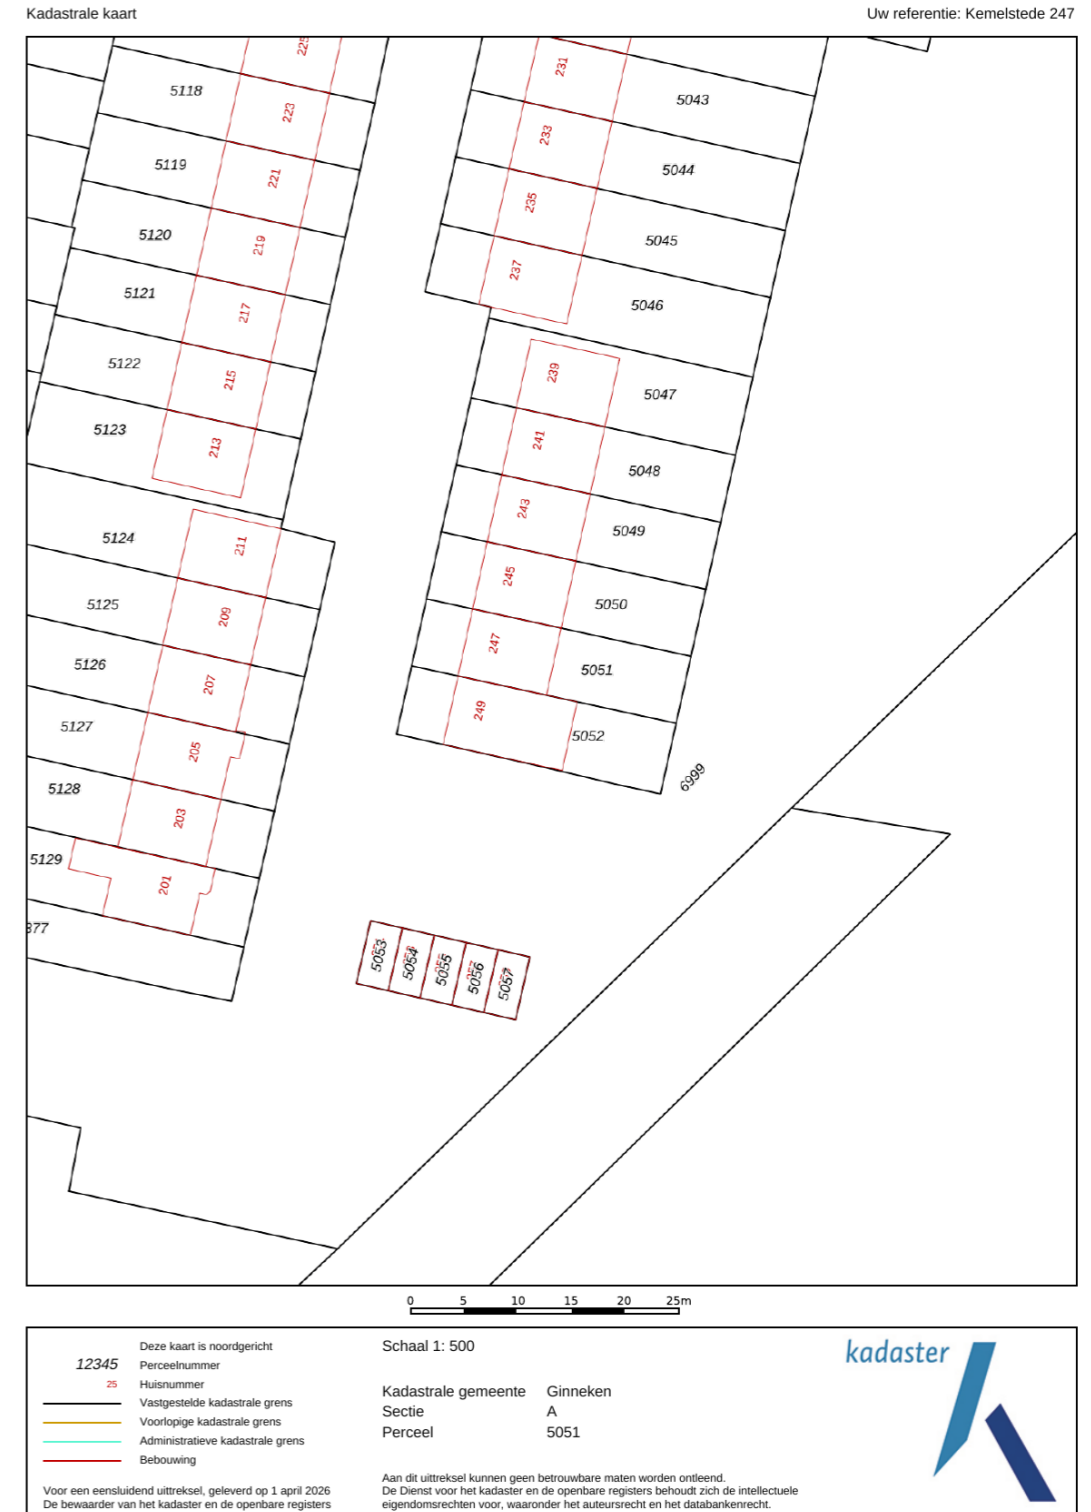 Kadastrale kaart
Uw referentie: Kemelstede 247
225
231
5118
223
5043
233
5119
221
5044
235
5120
219
5045
237
5121
217
5046
5122
215
239
5047
5123
213
241
5048
243
5049
5124
211
245
5050
5125
209
247
5051
5126
207
249
5052
5127
205
6999
5128
203
5129
201
377
5053
5054
5055
5056
5057
0 5 10 15 20 25m
Deze kaart is noordgericht
12345 Perceelnummer
25 Huisnummer
Vastgestelde kadastrale grens
Voorlopige kadastrale grens
Administratieve kadastrale grens
Bebouwing
Voor een eensluidend uittreksel, geleverd op 1 april 2026
De bewaarder van het kadaster en de openbare registers
Schaal 1: 500
Kadastrale gemeente Ginneken
Sectie A
Perceel 5051
Aan dit uittreksel kunnen geen betrouwbare maten worden ontleend.
De Dienst voor het kadaster en de openbare registers behoudt zich de intellectuele
eigendomsrechten voor, waaronder het auteursrecht en het databankenrecht.
kadaster